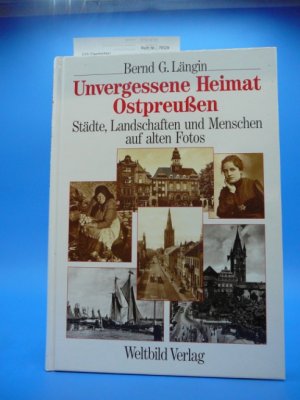 Bernd G. Längin
Unvergessene Heimat
Ostpreußen
Städte, Landschaften und Menschen
auf alten Fotos
Weltbild Verlag